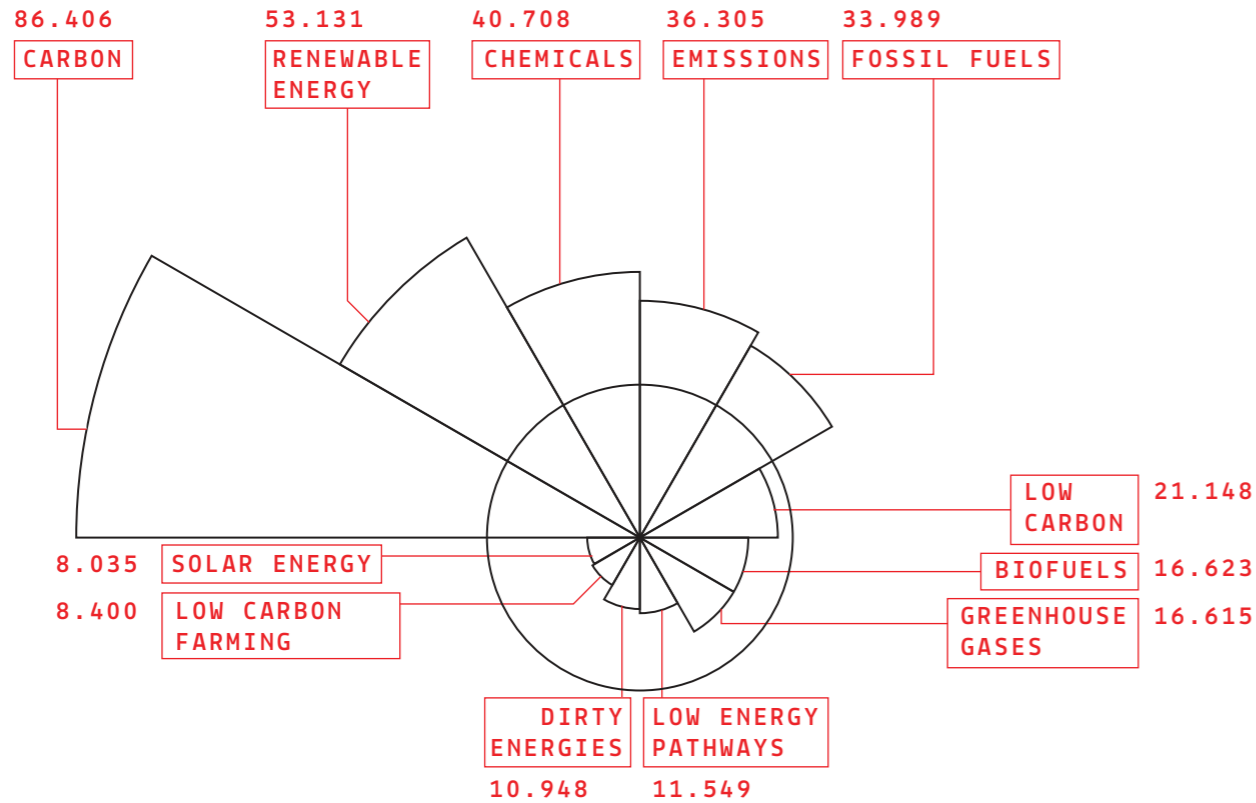 86.406
CARBON
53.131
RENEWABLE
ENERGY
40.708
CHEMICALS
36.305
EMISSIONS
33.989
FOSSIL FUELS
LOW
CARBON
21.148
BIOFUELS
16.623
GREENHOUSE
GASES
16.615
8.035
SOLAR ENERGY
8.400
LOW CARBON
FARMING
DIRTY
ENERGIES
10.948
LOW ENERGY
PATHWAYS
11.549